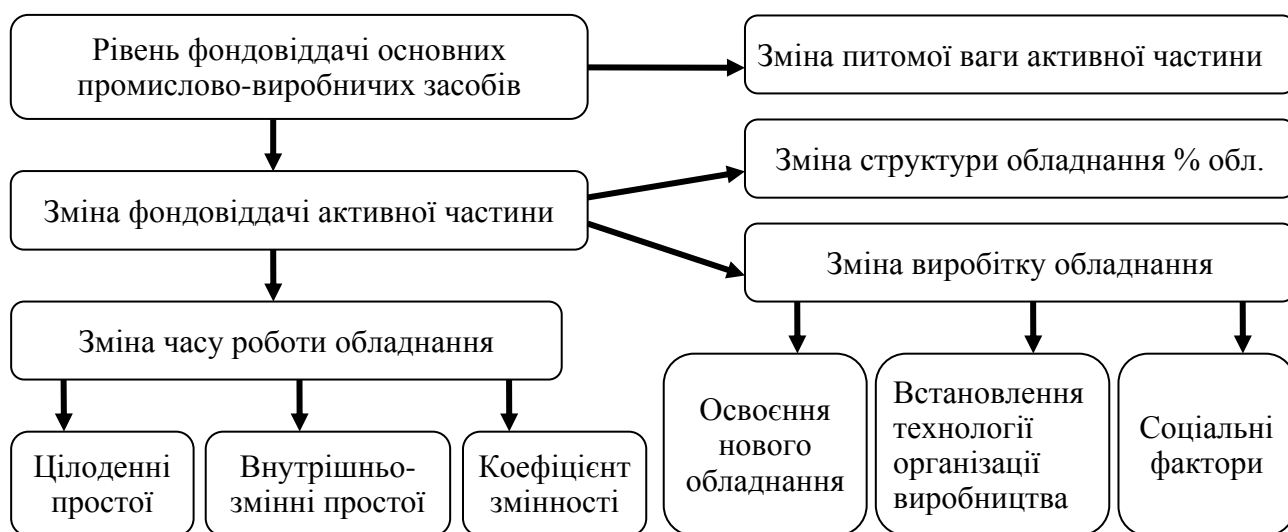 Рівень фондовіддачі основних
промислово-виробничих засобів
Зміна питомої ваги активної частини
Зміна структури обладнання % обл.
Зміна фондовіддачі активної частини
Зміна виробітку обладнання
Зміна часу роботи обладнання
Цілоденні
простої
Внутрішньо-
змінні простої
Коефіцієнт
змінності
Освоєння
нового
обладнання
Встановлення
технології
організації
виробництва
Соціальні
фактори